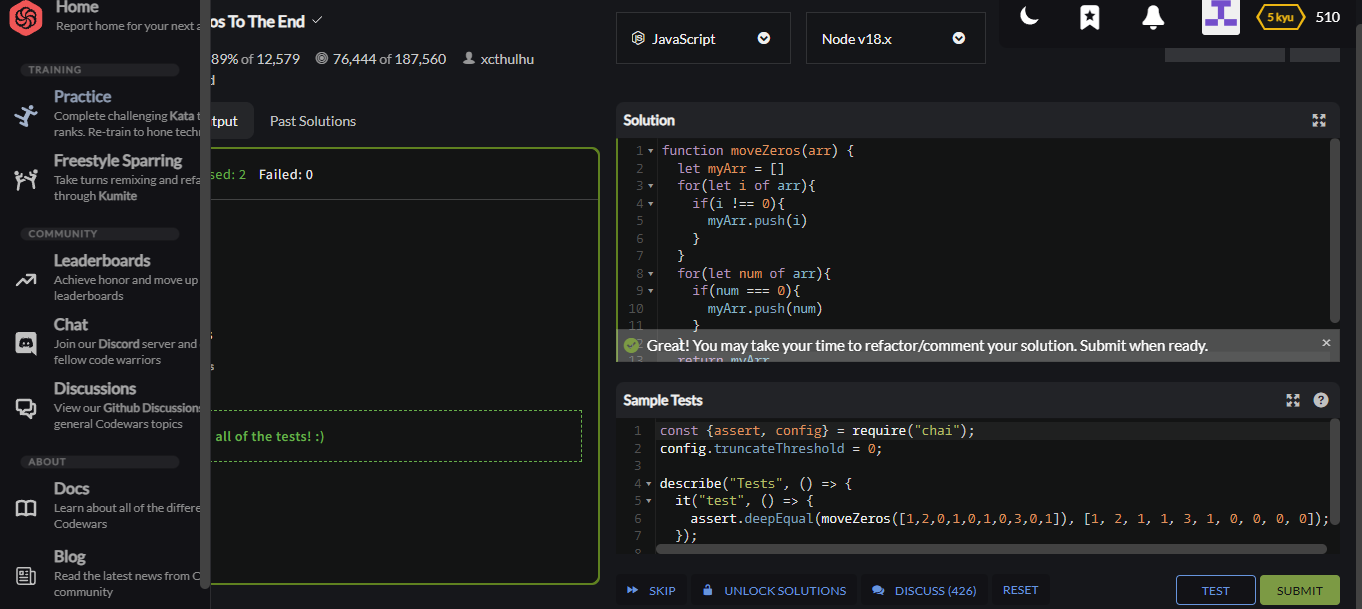 Home
Report home for your next a
TRAINING
Practice
Complete challenging Kata t
ranks. Re-train to hone tech
Freestyle Sparring
Take turns remixing and refa
through Kumite
COMMUNITY
Leaderboards
Achieve honor and move up
leaderboards
Chat
Join our Discord server and
fellow code warriors
Discussions
View our Github Discussions
general Codewars topics
ABOUT
Docs
Learn about all of the differe
Codewars
Blog
Read the latest news from C
community
os To The End
89% of 12,579
76,444 of 187,560
xcthulhu
d
tput
Past Solutions
sed: 2 Failed: 0
s
s
all of the tests! :)
JavaScript
Node v18.x
5 kyu
510
Solution
1 function moveZeros(arr) {
2 let myArr = []
3 for(let i of arr){
4 if(i !== 0){
5 myArr.push(i)
6 }
7 }
8 for(let num of arr){
9 if(num === 0){
10 myArr.push(num)
11 }
12 }
13 return myArr
Great! You may take your time to refactor/comment your solution. Submit when ready.
Sample Tests
1 const {assert, config} = require("chai");
2 config.truncateThreshold = 0;
3
4 describe("Tests", () => {
5 it("test", () => {
6 assert.deepEqual(moveZeros([1,2,0,1,0,1,0,3,0,1]), [1, 2, 1, 1, 3, 1, 0, 0, 0, 0]);
7 });
8
SKIP
UNLOCK SOLUTIONS
DISCUSS (426)
RESET
TEST
SUBMIT